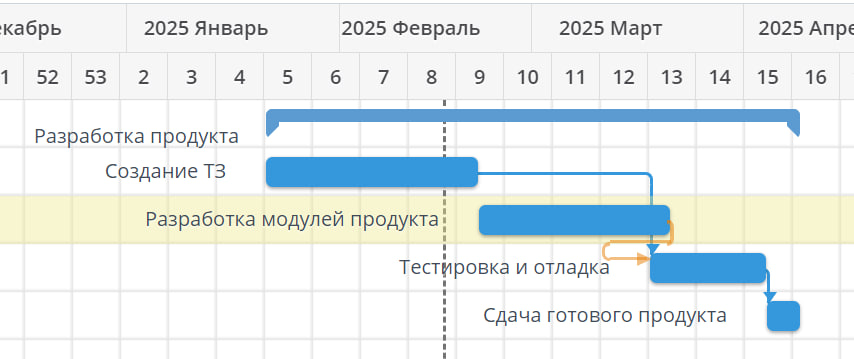 екабрь 2025 Январь 2025 Февраль 2025 Март 2025 Апре
1 52 53 2 3 4 5 6 7 8 9 10 11 12 13 14 15 16
Разработка продукта
Создание ТЗ
Разработка модулей продукта
Тестировка и отладка
Сдача готового продукта